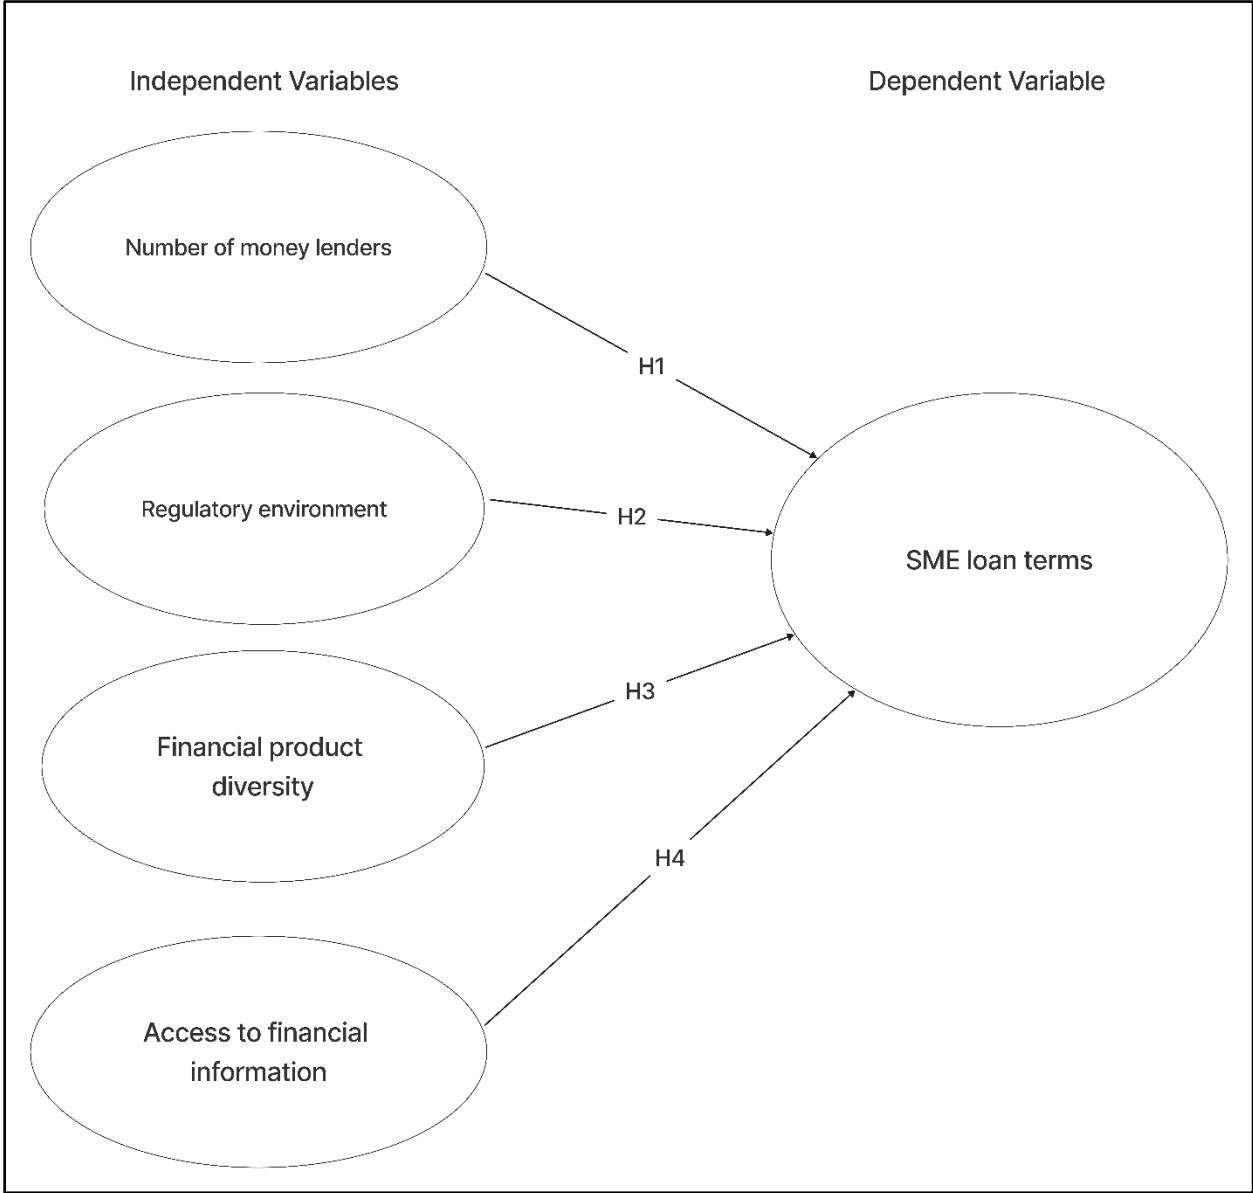 Independent Variables
Dependent Variable
Number of money lenders
H1
Regulatory environment
H2
SME loan terms
H3
Financial product
diversity
H4
Access to financial
information